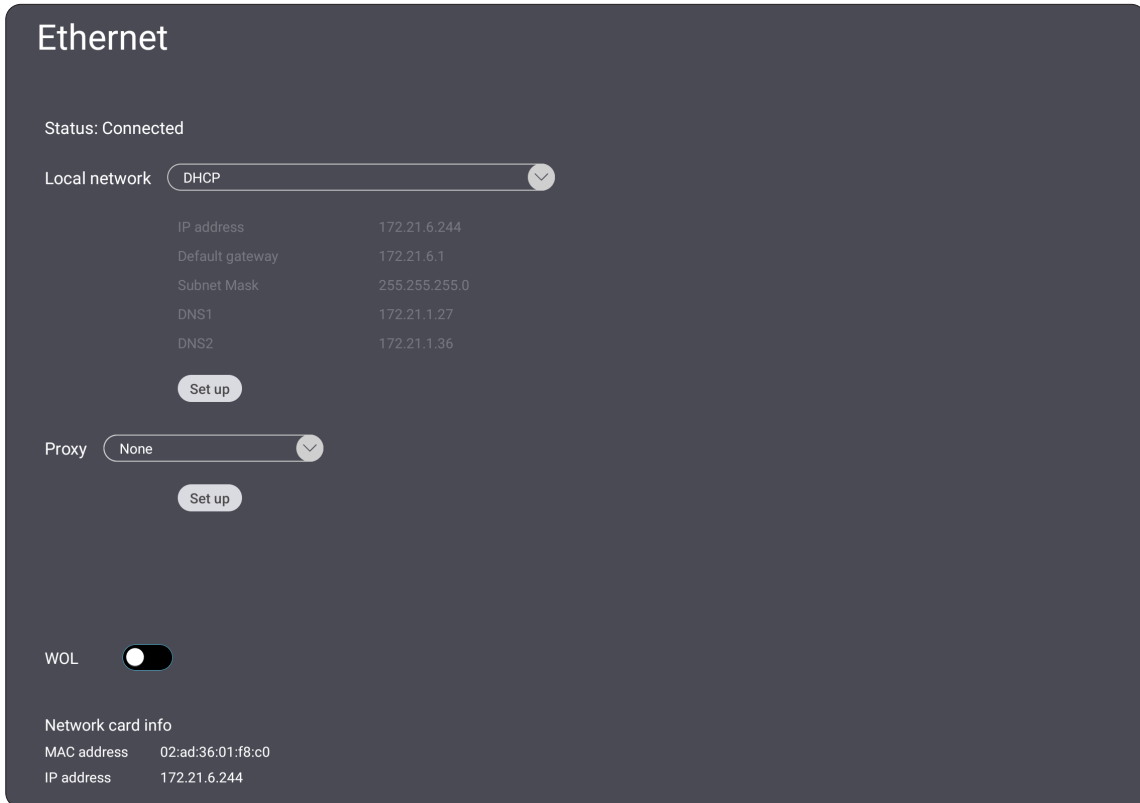 Ethernet
Status: Connected
Local network DHCP
IP address 172.21.6.244
Default gateway 172.21.6.1
Subnet Mask 255.255.255.0
DNS1 172.21.1.27
DNS2 172.21.1.36
Set up
Proxy None
Set up
WOL
Network card info
MAC address 02:ad:36:01:f8:c0
IP address 172.21.6.244